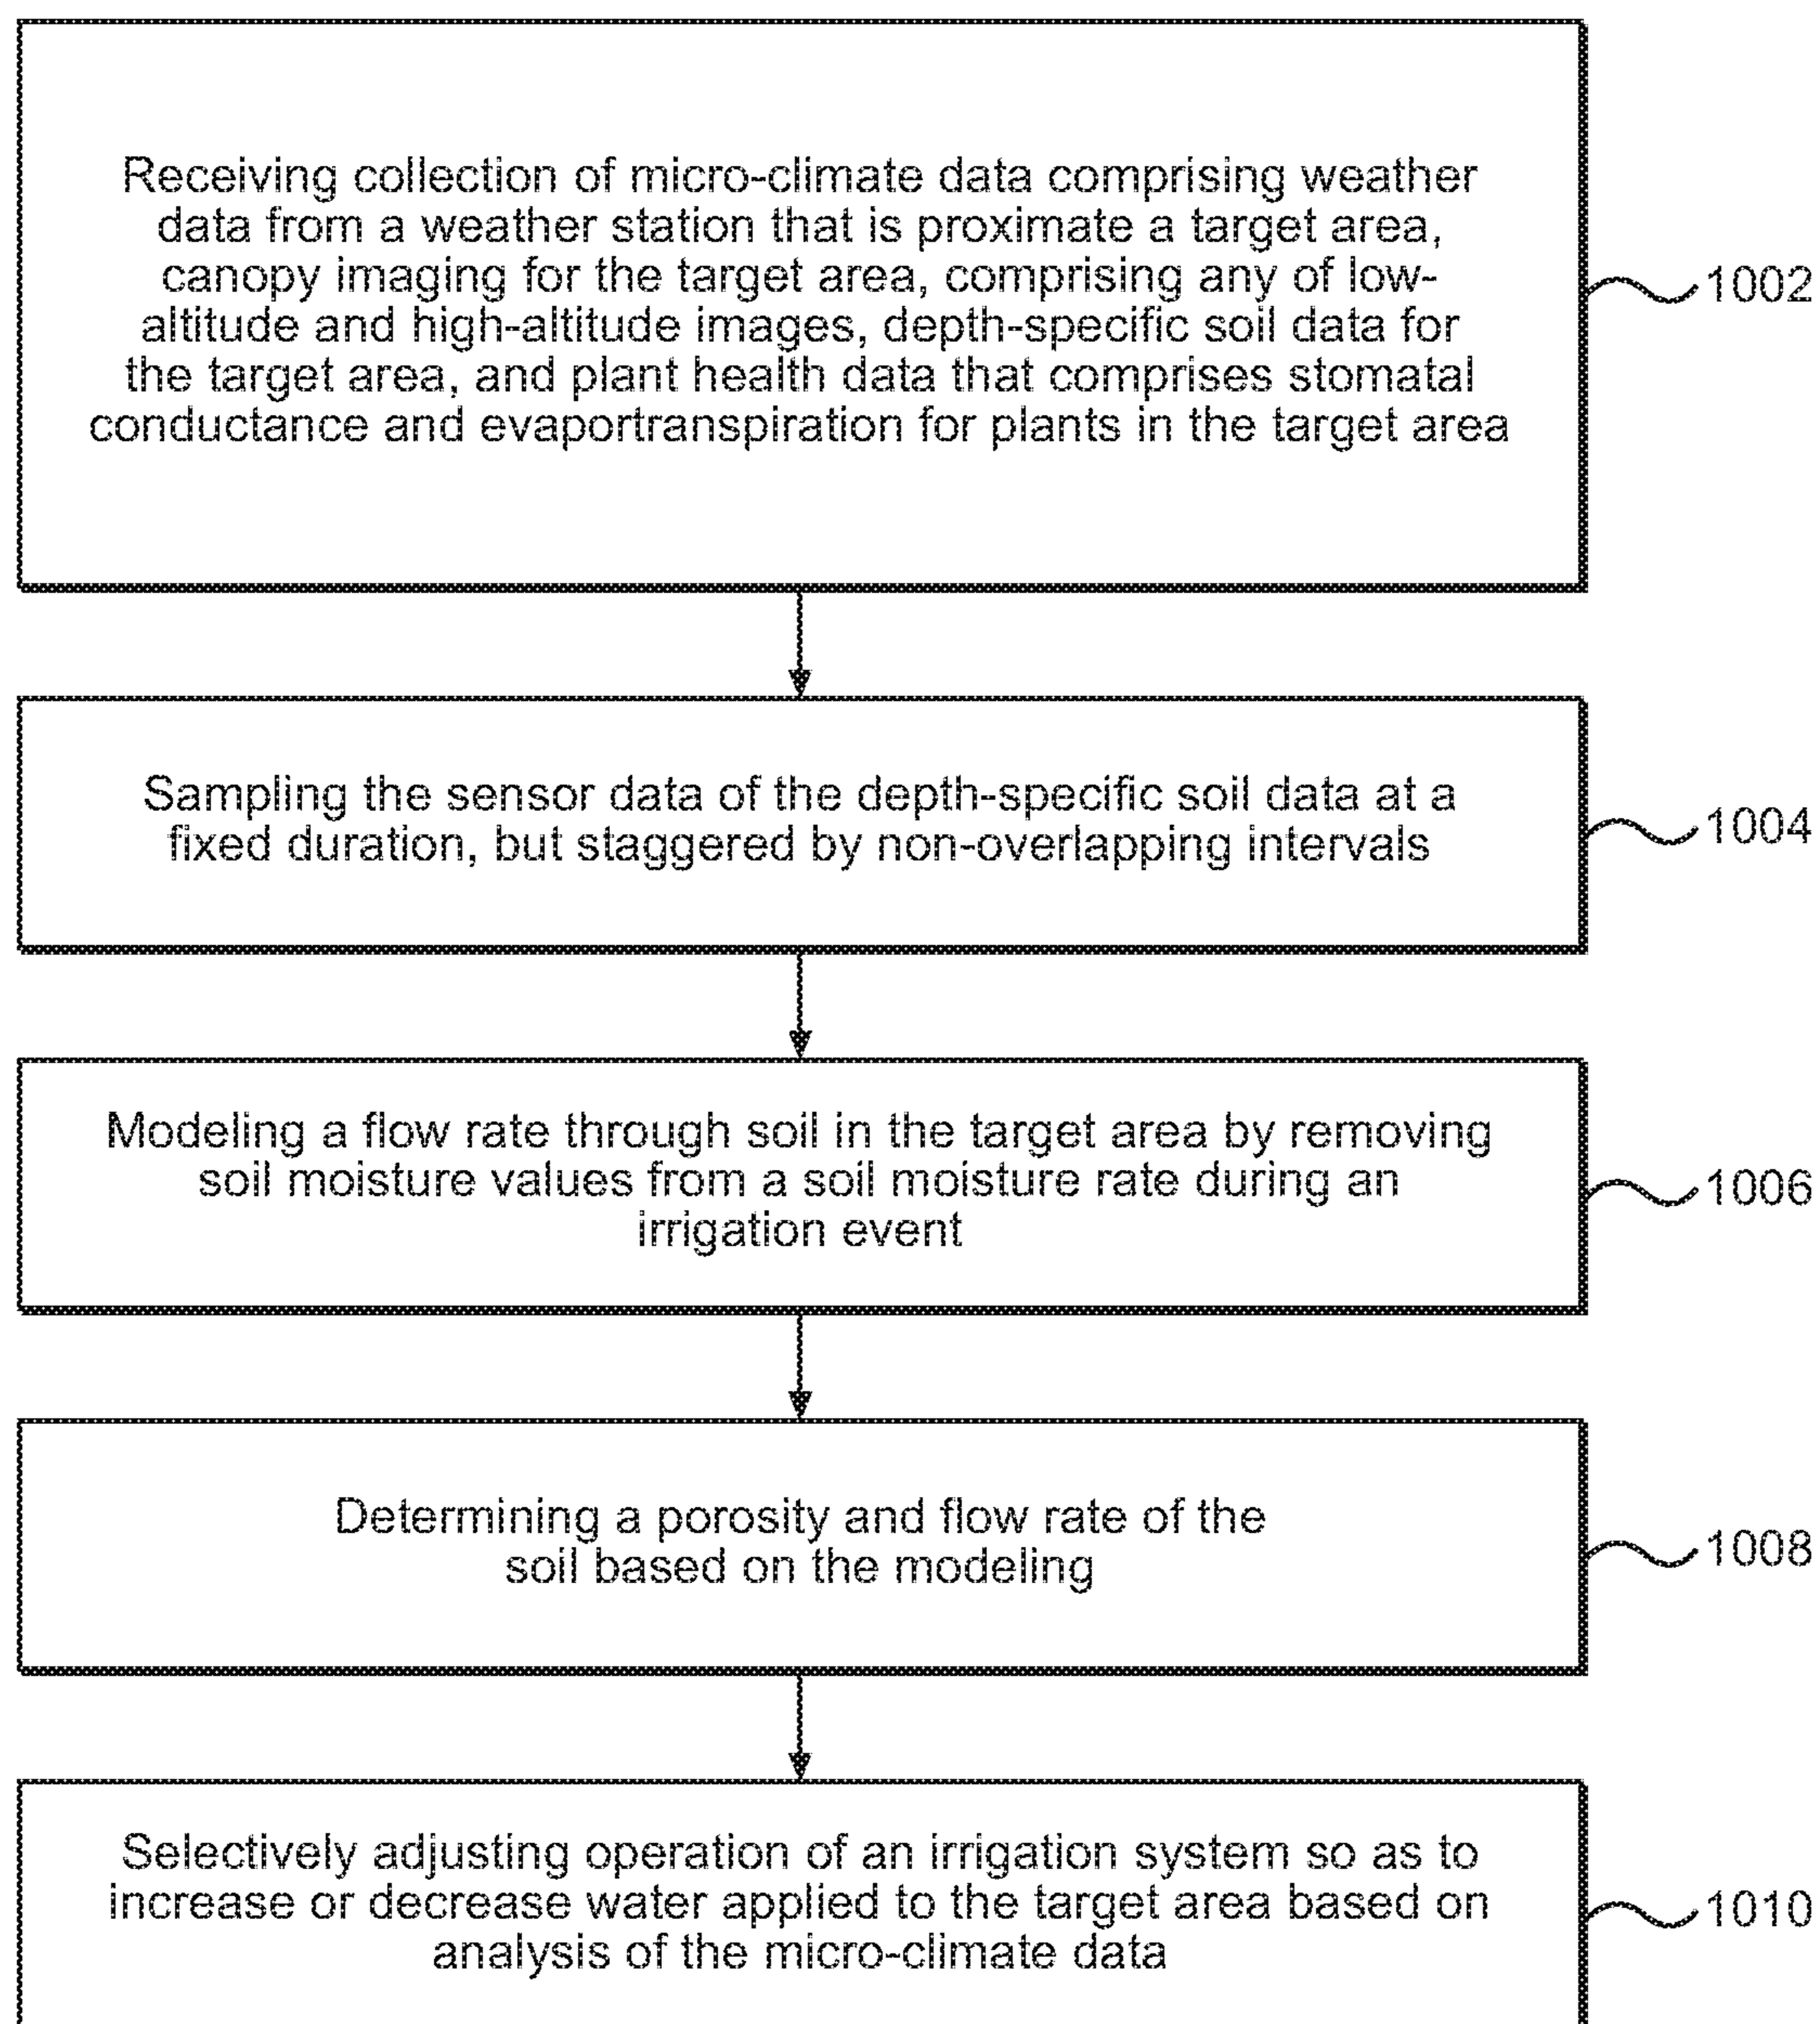 Receiving collection of micro-climate data comprising weather
data from a weather station that is proximate a target area,
canopy imaging for the target area, comprising any of low-
altitude and high-altitude images, depth-specific soil data for
the target area, and plant health data that comprises stomatal
conductance and evaportranspiration for plants in the target area
1002
Sampling the sensor data of the depth-specific soil data at a
fixed duration, but staggered by non-overlapping intervals
1004
Modeling a flow rate through soil in the target area by removing
soil moisture values from a soil moisture rate during an
irrigation event
1006
Determining a porosity and flow rate of the
soil based on the modeling
1008
Selectively adjusting operation of an irrigation system so as to
increase or decrease water applied to the target area based on
analysis of the micro-climate data
1010